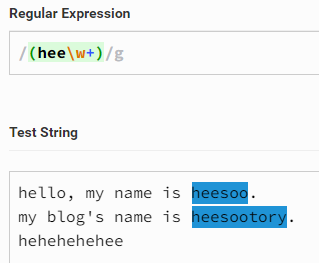 Regular Expression
/(hee\w+)/g
Test String
hello, my name is heesoo.
my blog's name is heesootory.
hehehehehee